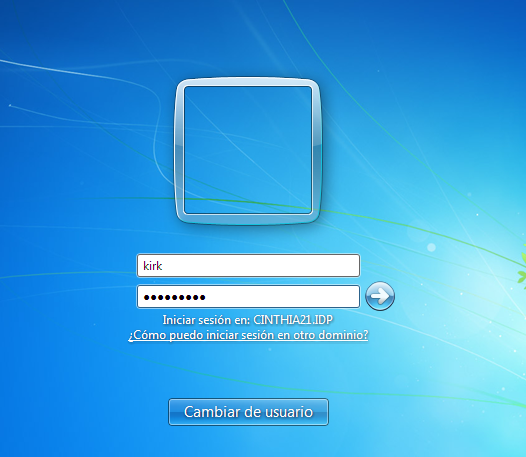 kirk
●●●●●●●●●
Iniciar sesión en: CINTHIA21.IDP
¿Cómo puedo iniciar sesión en otro dominio?
Cambiar de usuario